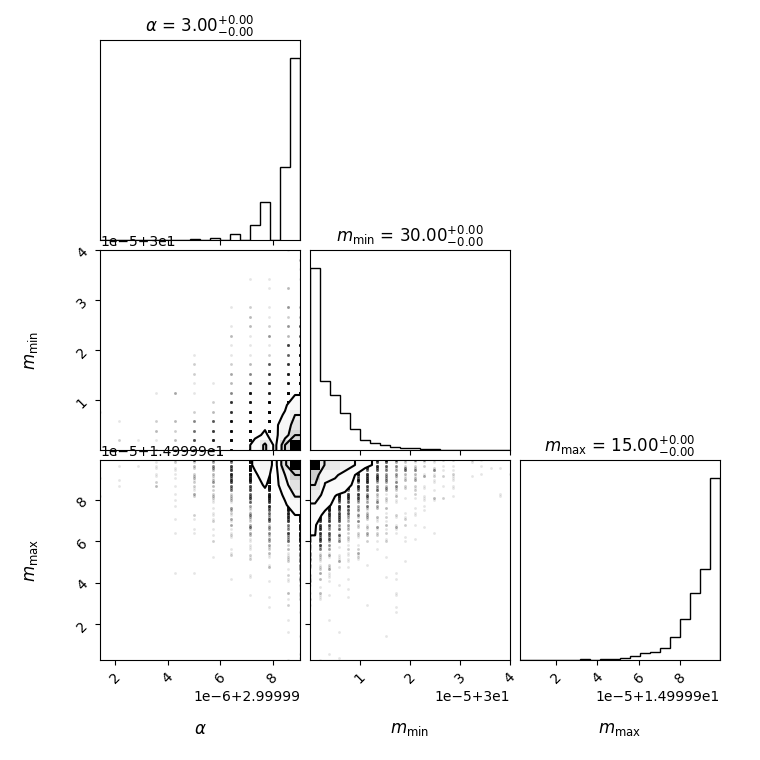 α = 3.00+0.00−0.00
1e−5+3e1
mmin = 30.00+0.00−0.00
4
3
2
1
mmin
1e−5+1.49999e1
mmax = 15.00+0.00−0.00
8
6
4
2
mmax
2 4 6 8
1e−6+2.99999
α
1 2 3 4
1e−5+3e1
mmin
2 4 6 8
1e−5+1.49999e1
mmax